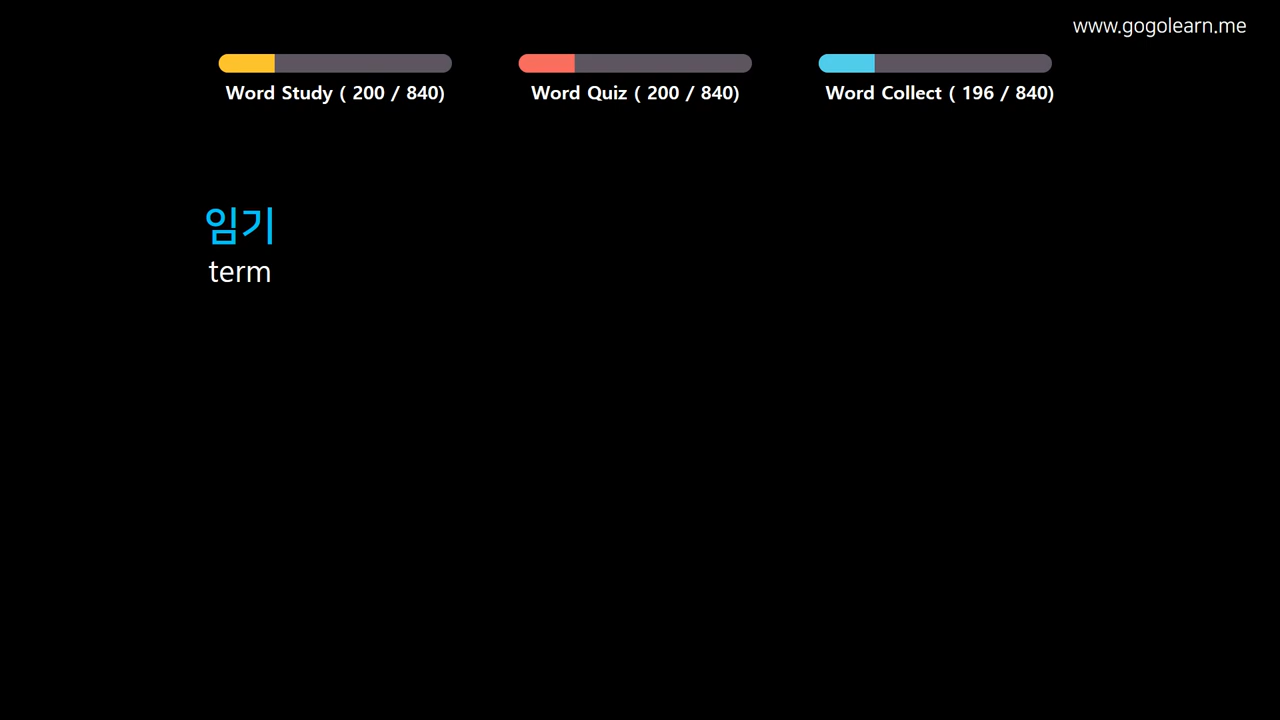 www.gogolearn.me
Word Study ( 200 / 840)
Word Quiz ( 200 / 840)
Word Collect ( 196 / 840)
임기
term